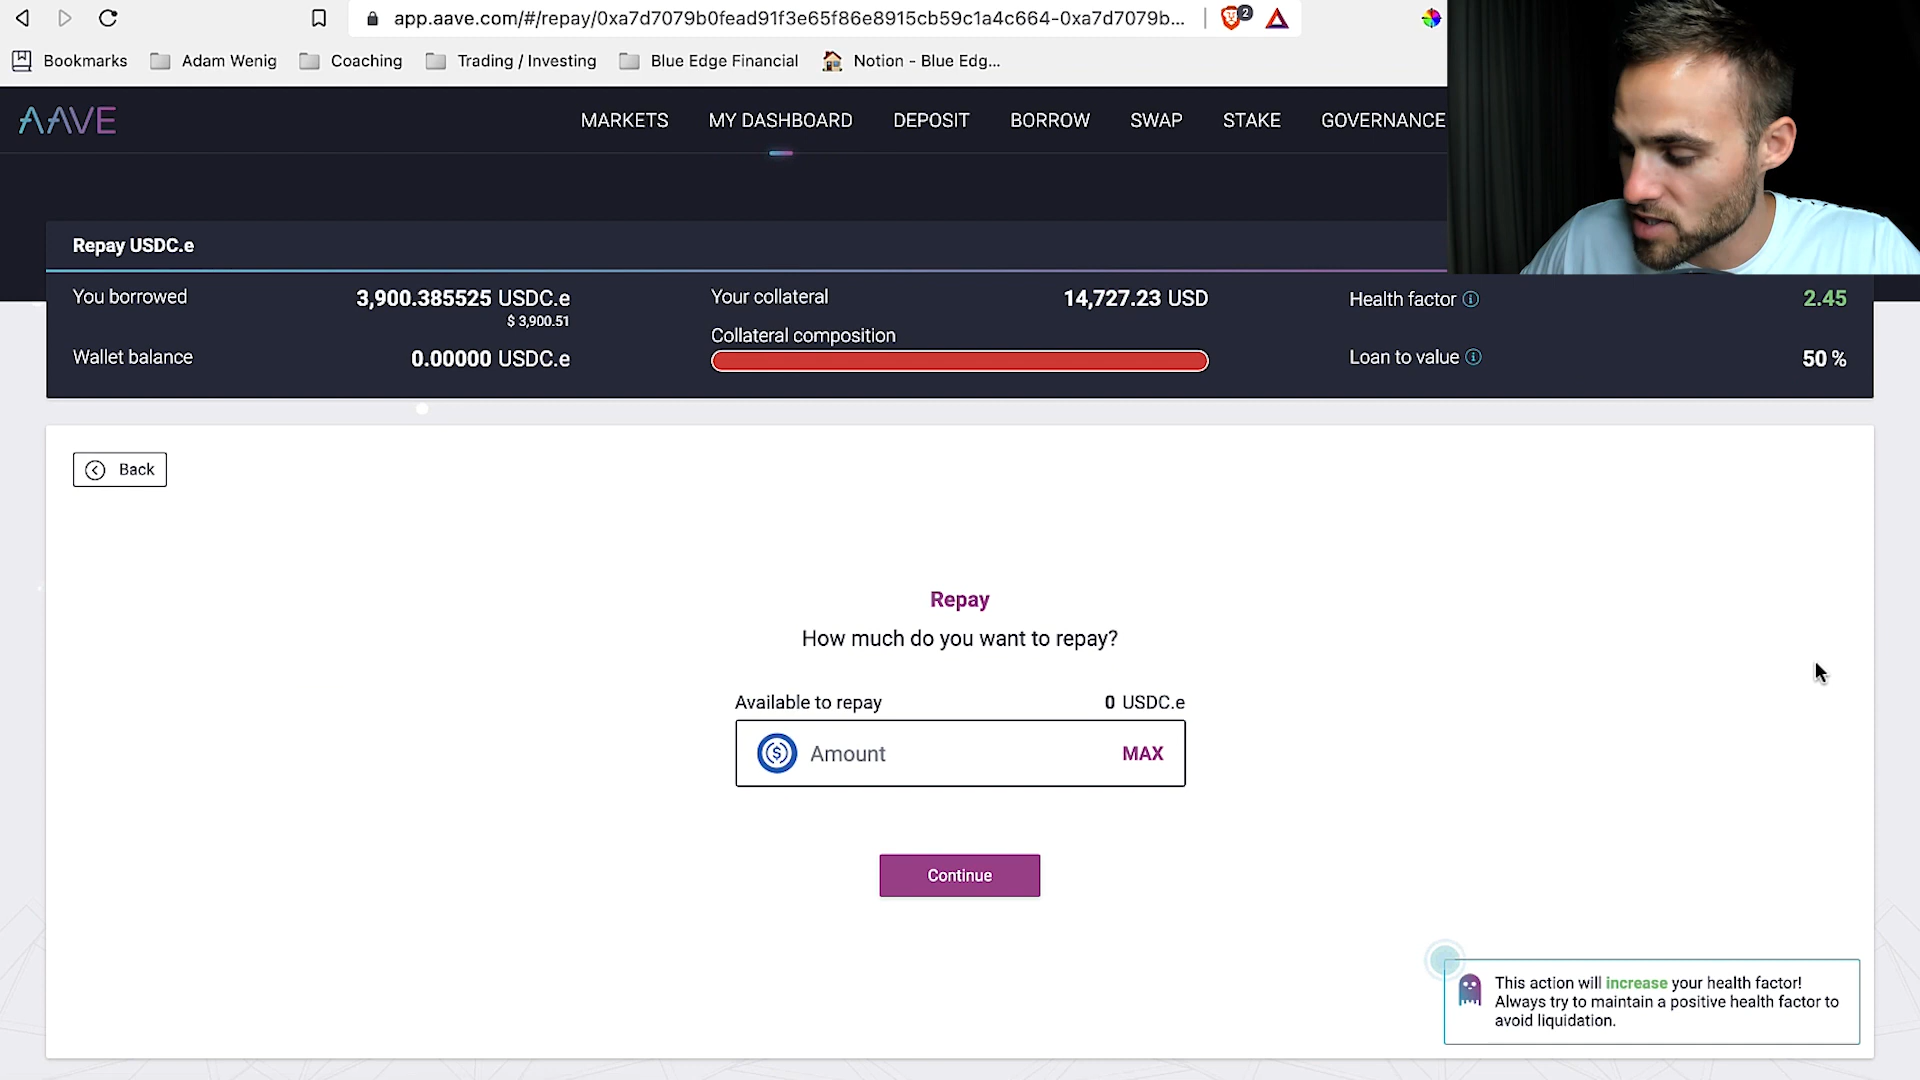 app.aave.com/#/repay/0xa7d7079b0fead91f3e65f86e8915cb59c1a4c664-0xa7d7079b...
2
Bookmarks
Adam Wenig
Coaching
Trading / Investing
Blue Edge Financial
Notion - Blue Edg...
AAVE
MARKETS
MY DASHBOARD
DEPOSIT
BORROW
SWAP
STAKE
GOVERNANCE
Repay USDC.e
You borrowed
3,900.385525 USDC.e
$ 3,900.51
Wallet balance
0.00000 USDC.e
Your collateral
14,727.23 USD
Collateral composition
Health factor
2.45
Loan to value
50 %
Back
Repay
How much do you want to repay?
Available to repay
0 USDC.e
Amount
MAX
Continue
This action will increase your health factor!
Always try to maintain a positive health factor to
avoid liquidation.